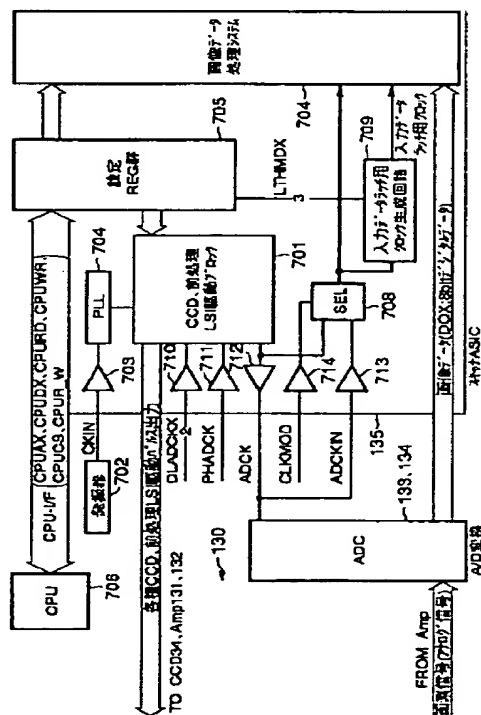 CPU
706
CPU-I/F
CPUAX,CPUDX,CPURD,CPUWR,
CPUCS,CPUR_W
発振器
702
CKIN
703
PLL
704
設定
REG群
705
画像データ
処理システム
704
各種CCD、前処理LSI駆動パルス出力
TO CCD34,Amp131,132
CCD、前処理
LSI駆動ブロック
701
LTHMDX
3
710
DLADCKX
2
711
PHADCK
712
ADCK
130
714
CLKMOD
713
ADCKIN
SEL
708
入力データラッチ用
クロック生成回路
709
入力データ
ラッチ用クロック
135
ADC
133,134
A/D変換
FROM Amp
画像信号(アナログ信号)
画像データ(DOX:8bitデジタルデータ)
スキャナASIC